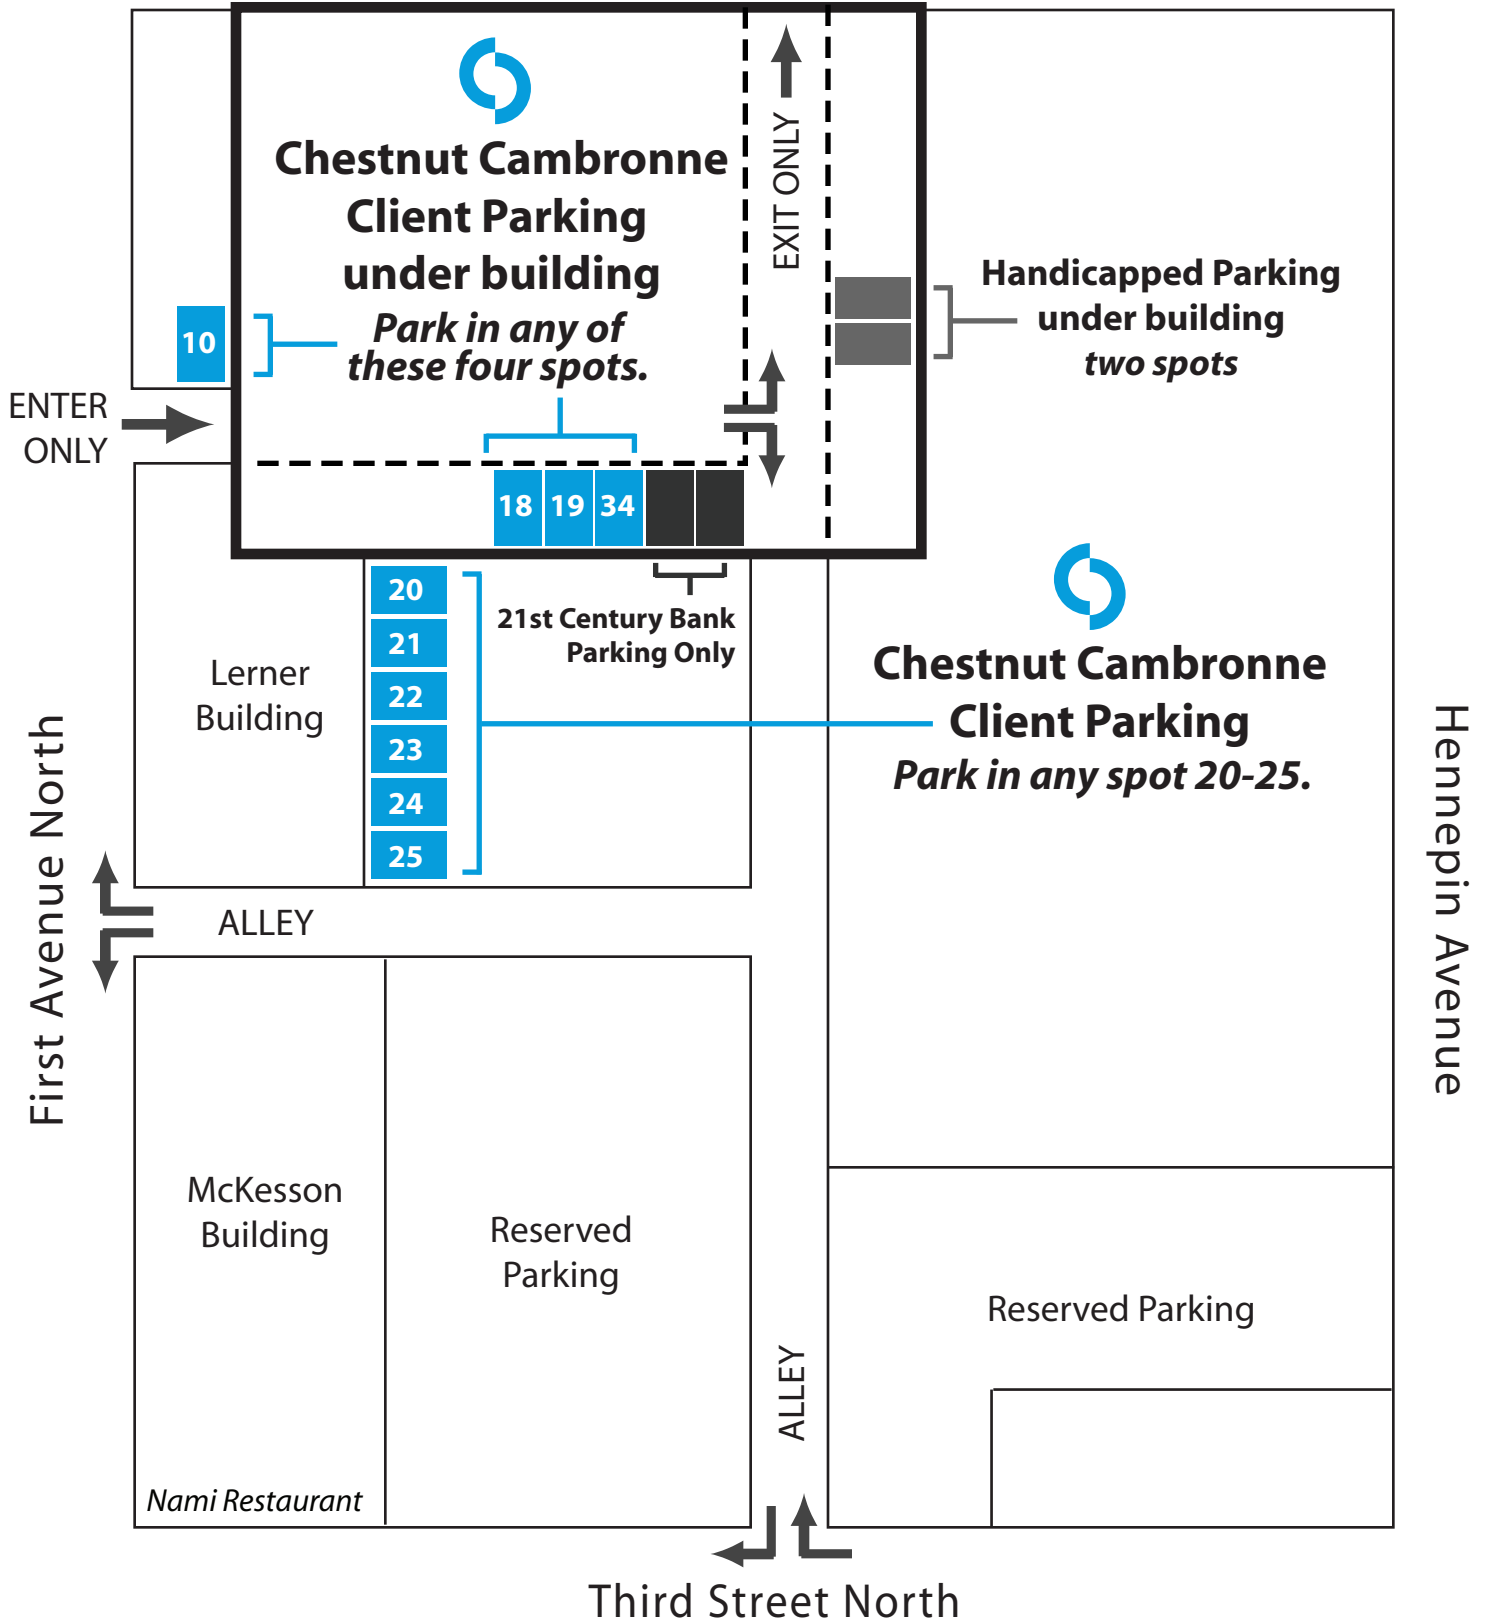 Chestnut Cambronne
Client Parking
under building
Park in any of
these four spots.
EXIT ONLY
Handicapped Parking
under building
two spots
10
ENTER
ONLY
18
19
34
21st Century Bank
Parking Only
20
21
22
23
24
25
Lerner
Building
Chestnut Cambronne
Client Parking
Park in any spot 20-25.
First Avenue North
Hennepin Avenue
ALLEY
McKesson
Building
Reserved
Parking
Reserved Parking
ALLEY
Nami Restaurant
Third Street North